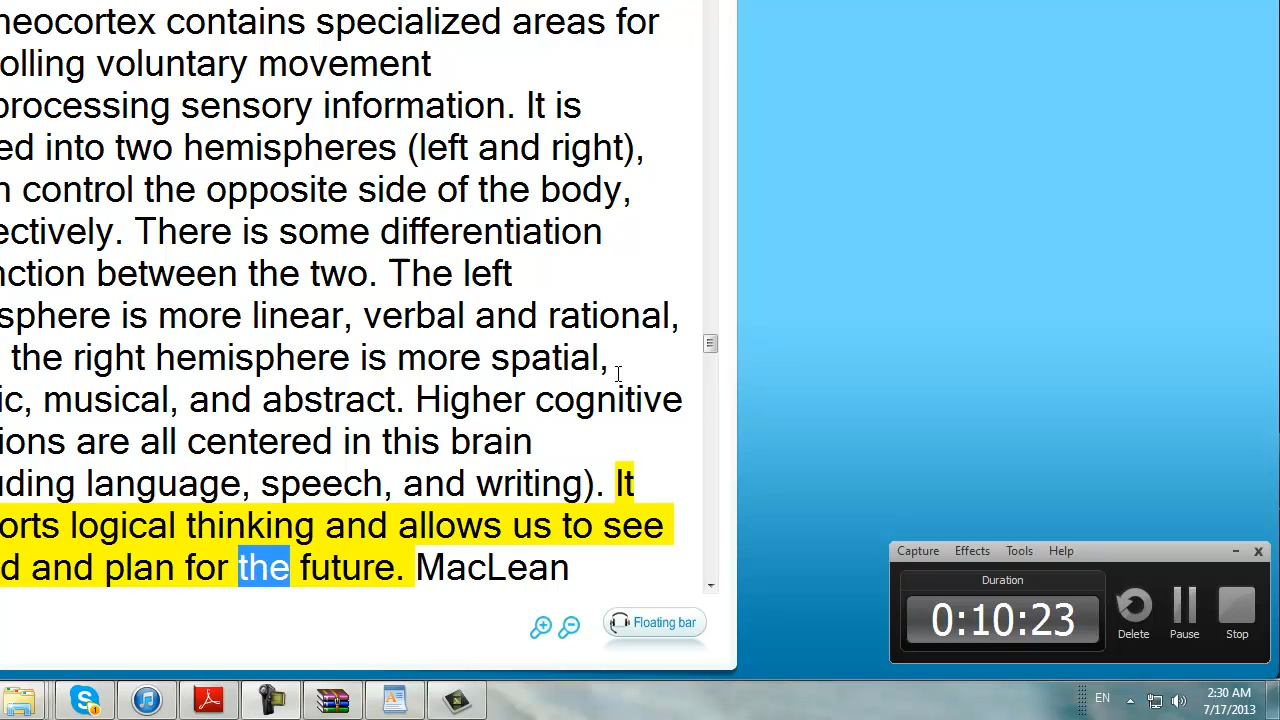 neocortex contains specialized areas for
olling voluntary movement
processing sensory information. It is
ed into two hemispheres (left and right),
h control the opposite side of the body,
ectively. There is some differentiation
nction between the two. The left
sphere is more linear, verbal and rational,
the right hemisphere is more spatial,
ic, musical, and abstract. Higher cognitive
ions are all centered in this brain
uding language, speech, and writing). It
orts logical thinking and allows us to see
d and plan for the future. MacLean
Floating bar
Capture Effects Tools Help
Duration
0:10:23
Delete Pause Stop
EN
2:30 AM
7/17/2013